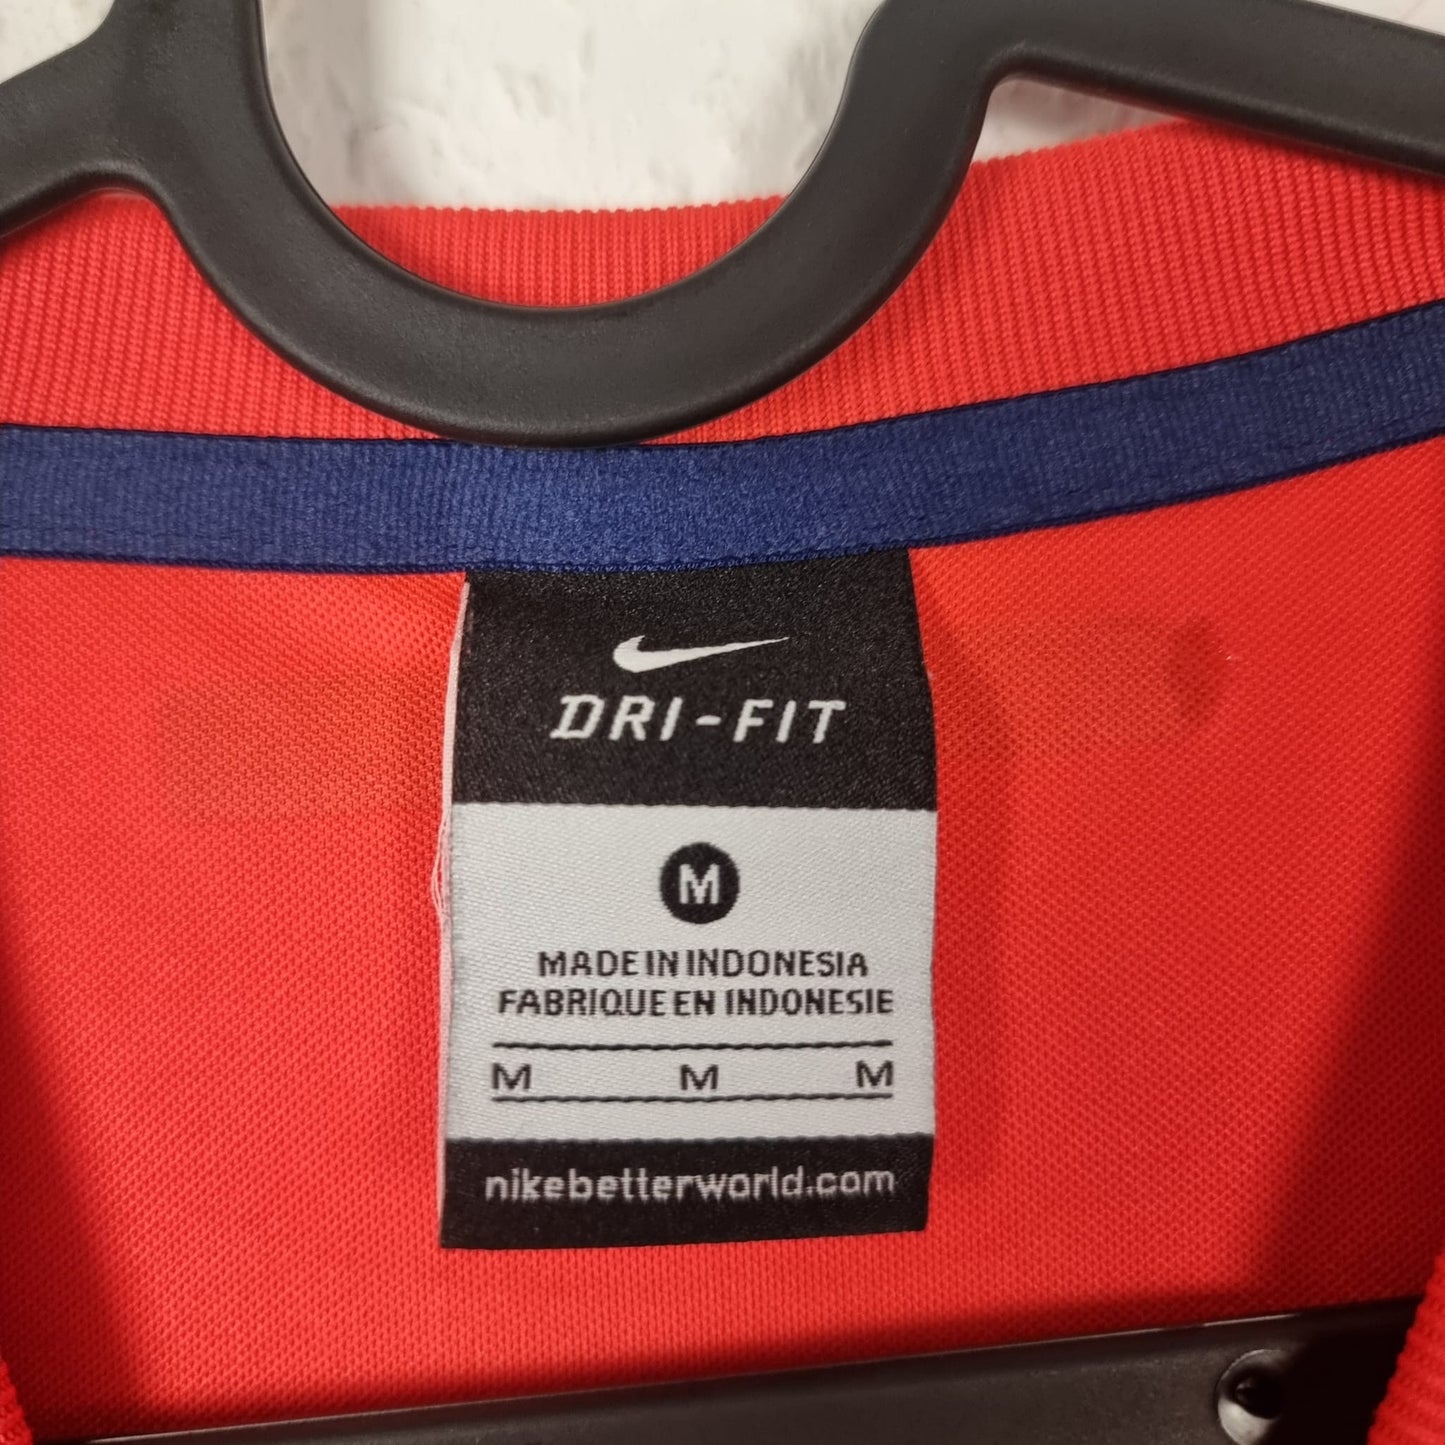 DRI-FIT
M
MADE IN INDONESIA
FABRIQUE EN INDONESIE
M M M
nikebetterworld.com